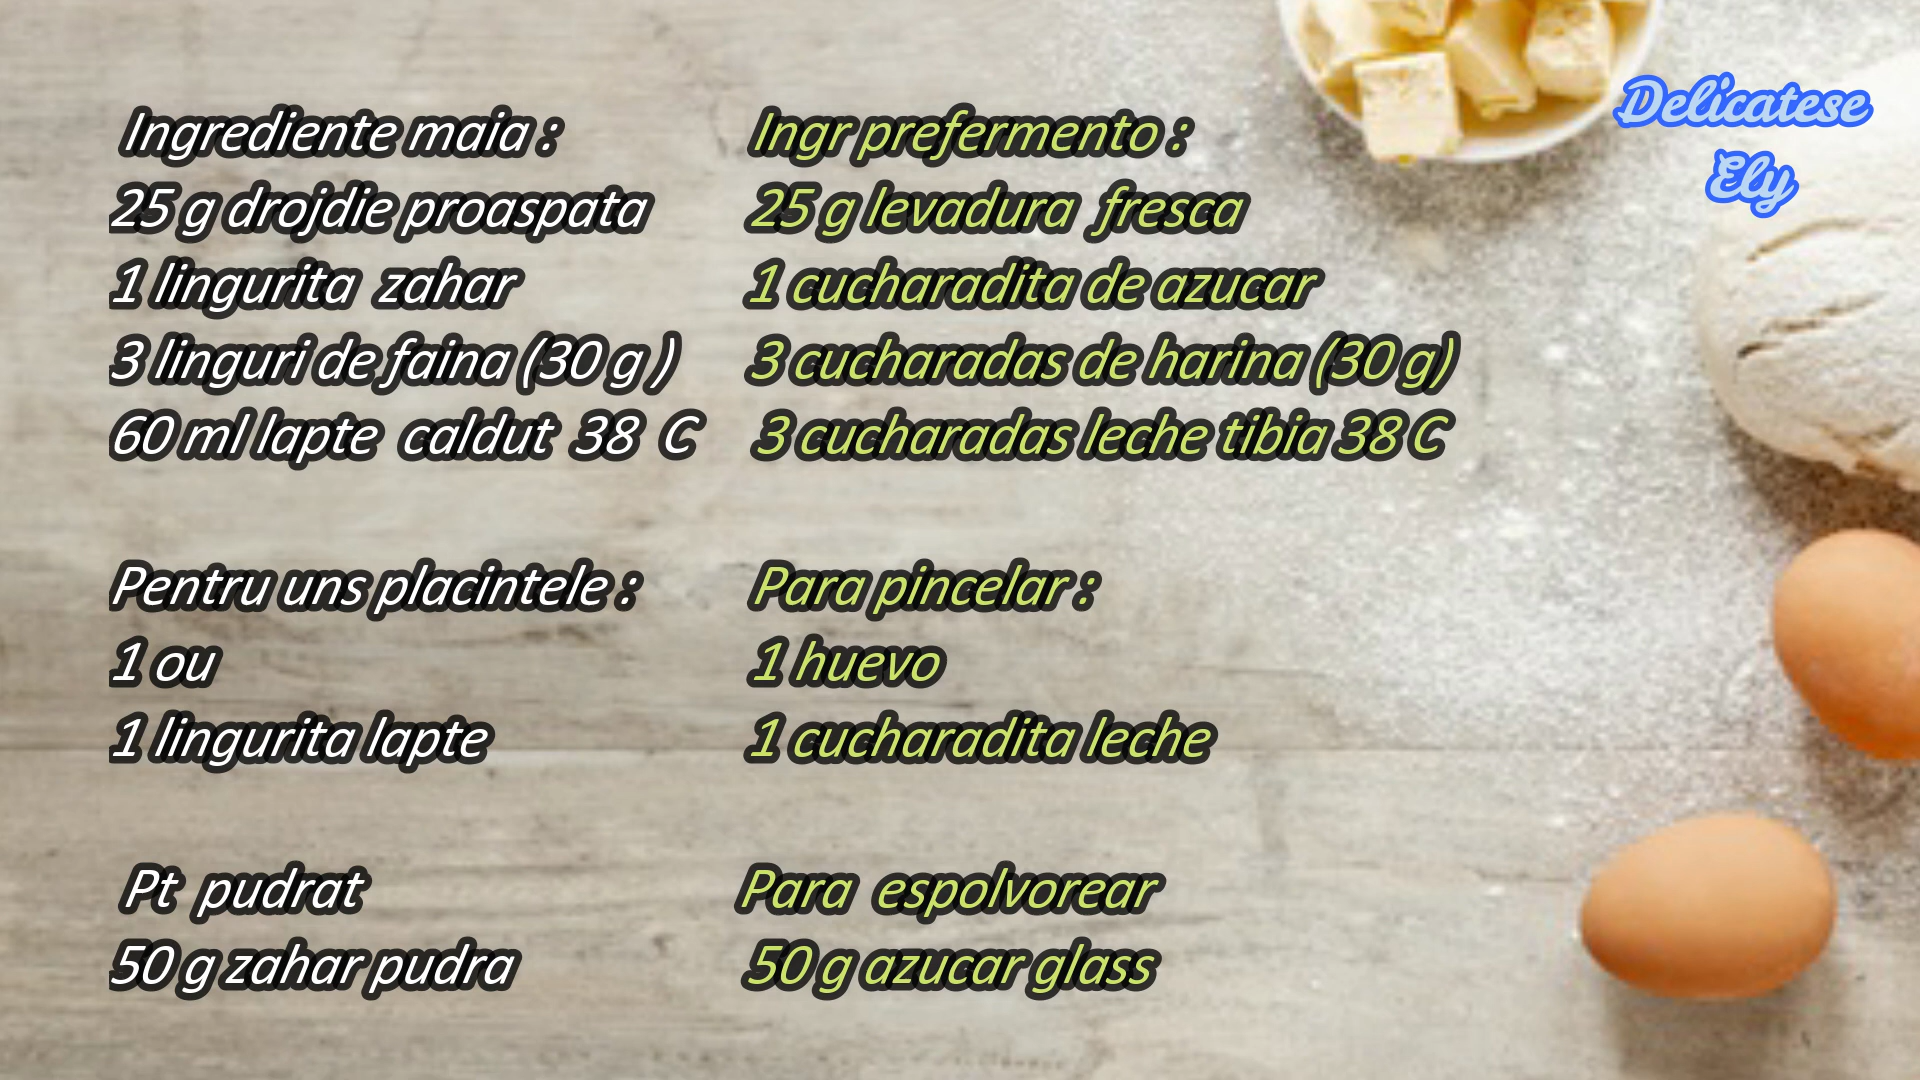 Ingrediente maia :
25 g drojdie proaspata
1 lingurita zahar
3 linguri de faina (30 g )
60 ml lapte caldut 38 C
Pentru uns placintele :
1 ou
1 lingurita lapte
Pt pudrat
50 g zahar pudra
Ingr prefermento :
25 g levadura fresca
1 cucharadita de azucar
3 cucharadas de harina (30 g)
3 cucharadas leche tibia 38 C
Para pincelar :
1 huevo
1 cucharadita leche
Para espolvorear
50 g azucar glass
Delicatese
Ely